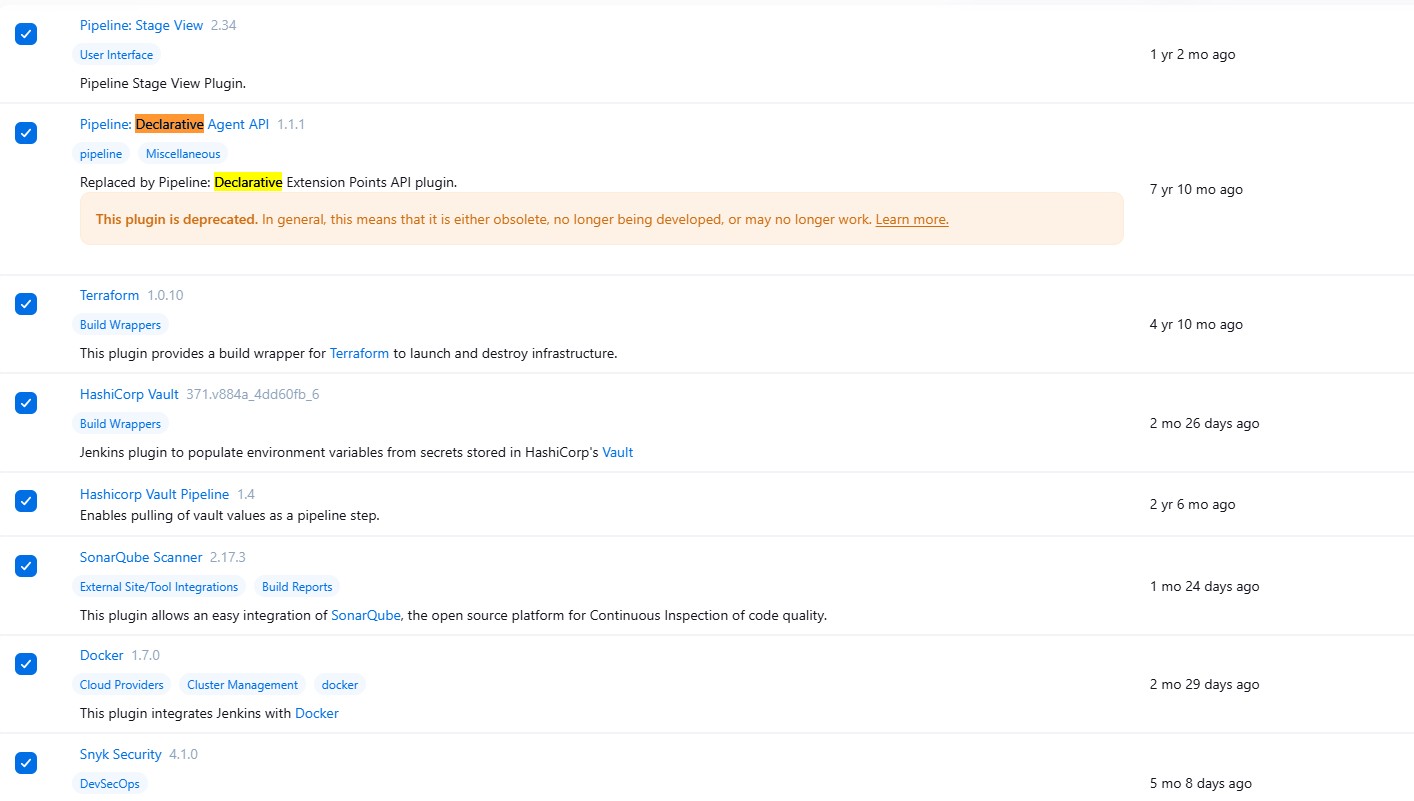 Pipeline: Stage View 2.34
User Interface
1 yr 2 mo ago
Pipeline Stage View Plugin.
Pipeline: Declarative Agent API 1.1.1
pipeline Miscellaneous
Replaced by Pipeline: Declarative Extension Points API plugin.
7 yr 10 mo ago
This plugin is deprecated. In general, this means that it is either obsolete, no longer being developed, or may no longer work. Learn more.
Terraform 1.0.10
Build Wrappers
4 yr 10 mo ago
This plugin provides a build wrapper for Terraform to launch and destroy infrastructure.
HashiCorp Vault 371.v884a_4dd60fb_6
Build Wrappers
2 mo 26 days ago
Jenkins plugin to populate environment variables from secrets stored in HashiCorp's Vault
Hashicorp Vault Pipeline 1.4
2 yr 6 mo ago
Enables pulling of vault values as a pipeline step.
SonarQube Scanner 2.17.3
External Site/Tool Integrations Build Reports
1 mo 24 days ago
This plugin allows an easy integration of SonarQube, the open source platform for Continuous Inspection of code quality.
Docker 1.7.0
Cloud Providers Cluster Management docker
2 mo 29 days ago
This plugin integrates Jenkins with Docker
Snyk Security 4.1.0
DevSecOps
5 mo 8 days ago